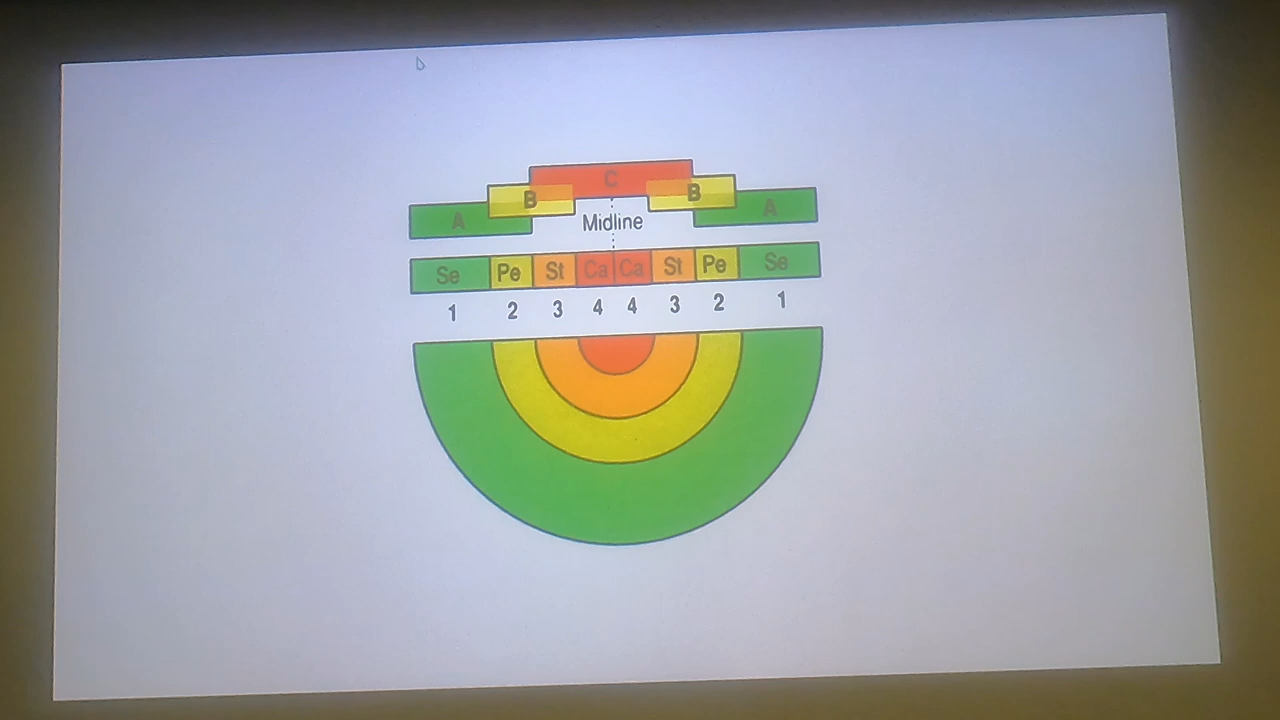 C
B B
A A
Midline
Se Pe St Ca Ca St Pe Se
1 2 3 4 4 3 2 1